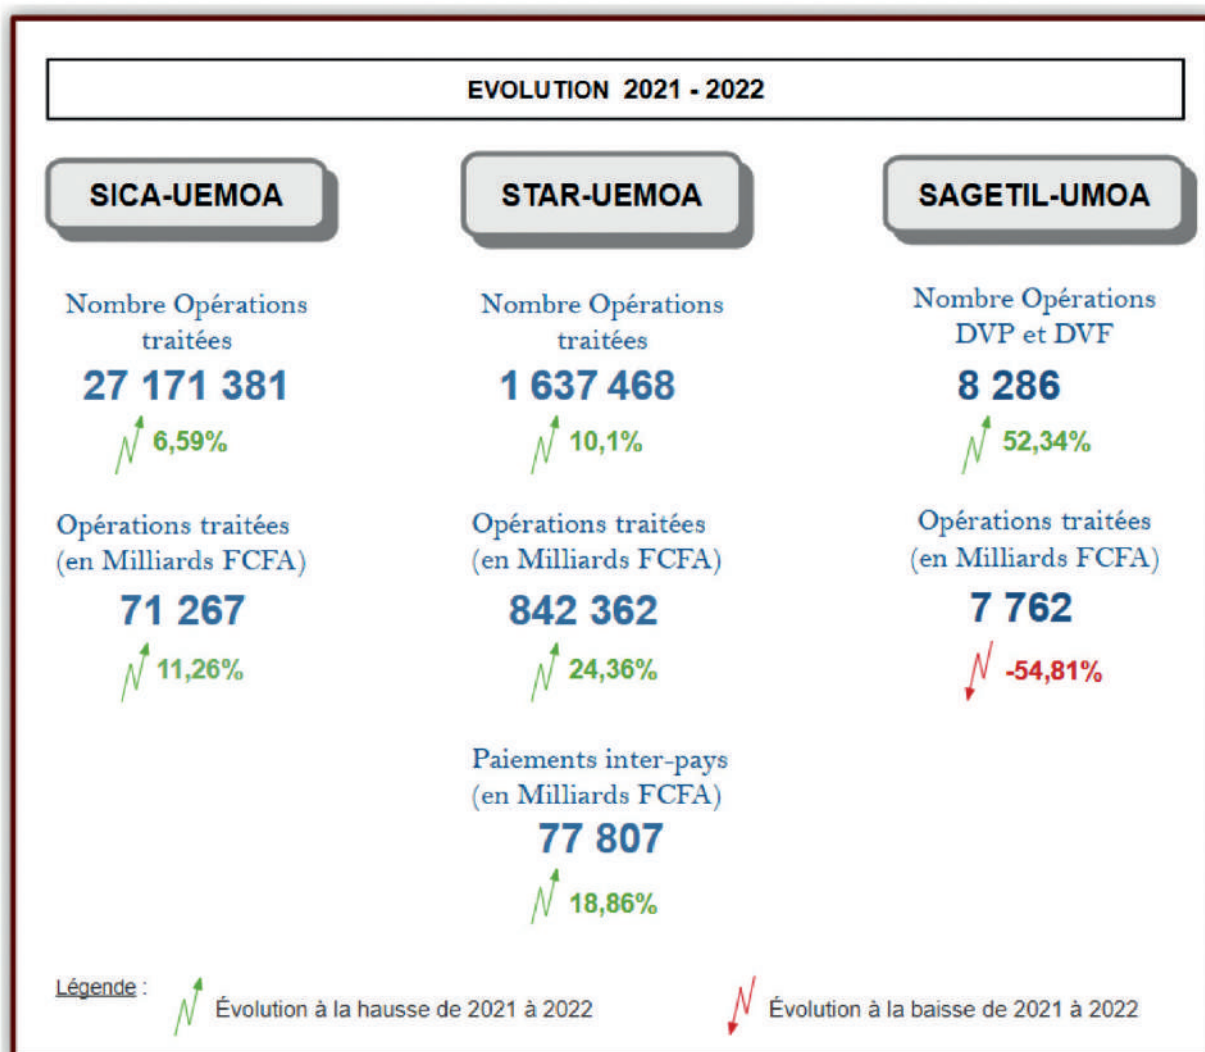 EVOLUTION 2021 - 2022
SICA-UEMOA
Nombre Opérations
traitées
27 171 381
6,59%
Opérations traitées
(en Milliards FCFA)
71 267
11,26%
STAR-UEMOA
Nombre Opérations
traitées
1 637 468
10,1%
Opérations traitées
(en Milliards FCFA)
842 362
24,36%
Paiements inter-pays
(en Milliards FCFA)
77 807
18,86%
SAGETIL-UMOA
Nombre Opérations
DVP et DVF
8 286
52,34%
Opérations traitées
(en Milliards FCFA)
7 762
-54,81%
Légende :
Évolution à la hausse de 2021 à 2022
Évolution à la baisse de 2021 à 2022